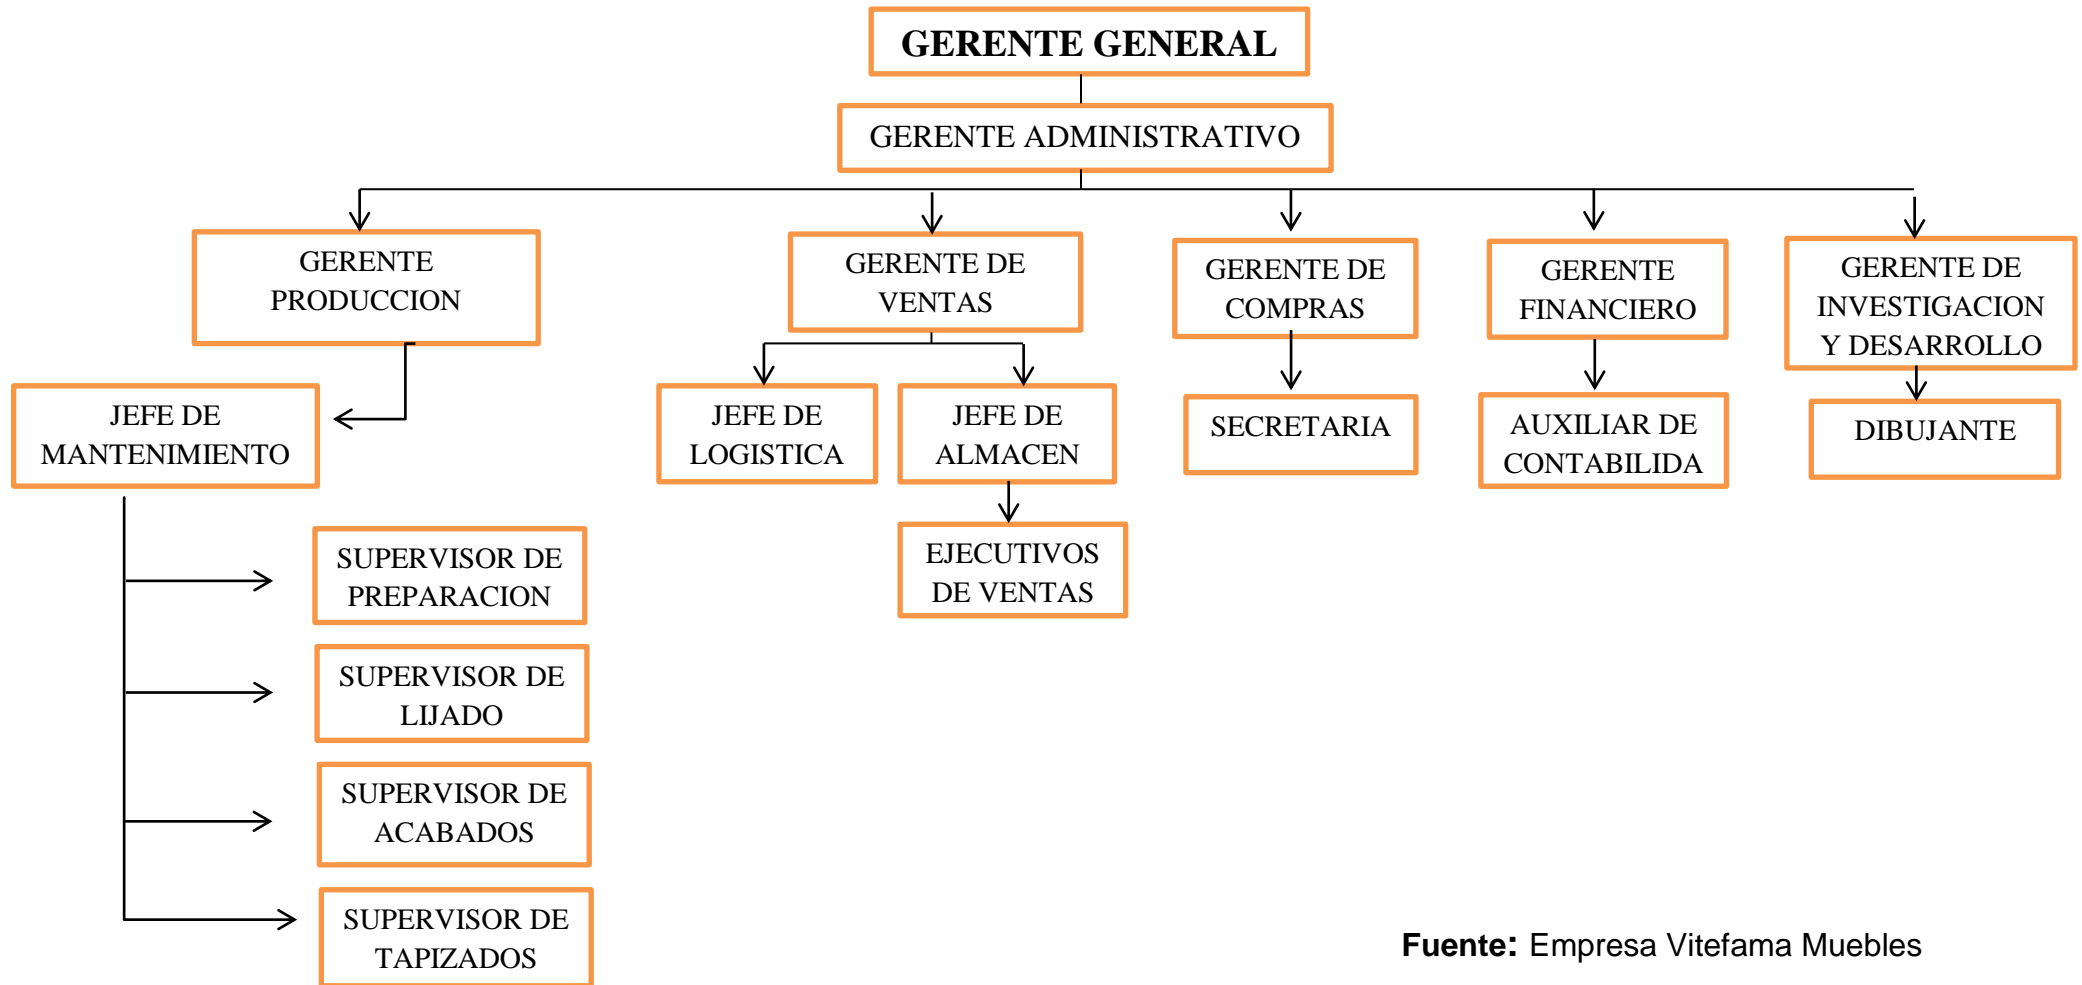 GERENTE GENERAL
GERENTE ADMINISTRATIVO
GERENTE
PRODUCCION
GERENTE DE
VENTAS
GERENTE DE
COMPRAS
GERENTE
FINANCIERO
GERENTE DE
INVESTIGACION
Y DESARROLLO
JEFE DE
MANTENIMIENTO
JEFE DE
LOGISTICA
JEFE DE
ALMACEN
SECRETARIA
AUXILIAR DE
CONTABILIDA
DIBUJANTE
EJECUTIVOS
DE VENTAS
SUPERVISOR DE
PREPARACION
SUPERVISOR DE
LIJADO
SUPERVISOR DE
ACABADOS
SUPERVISOR DE
TAPIZADOS
Fuente: Empresa Vitefama Muebles